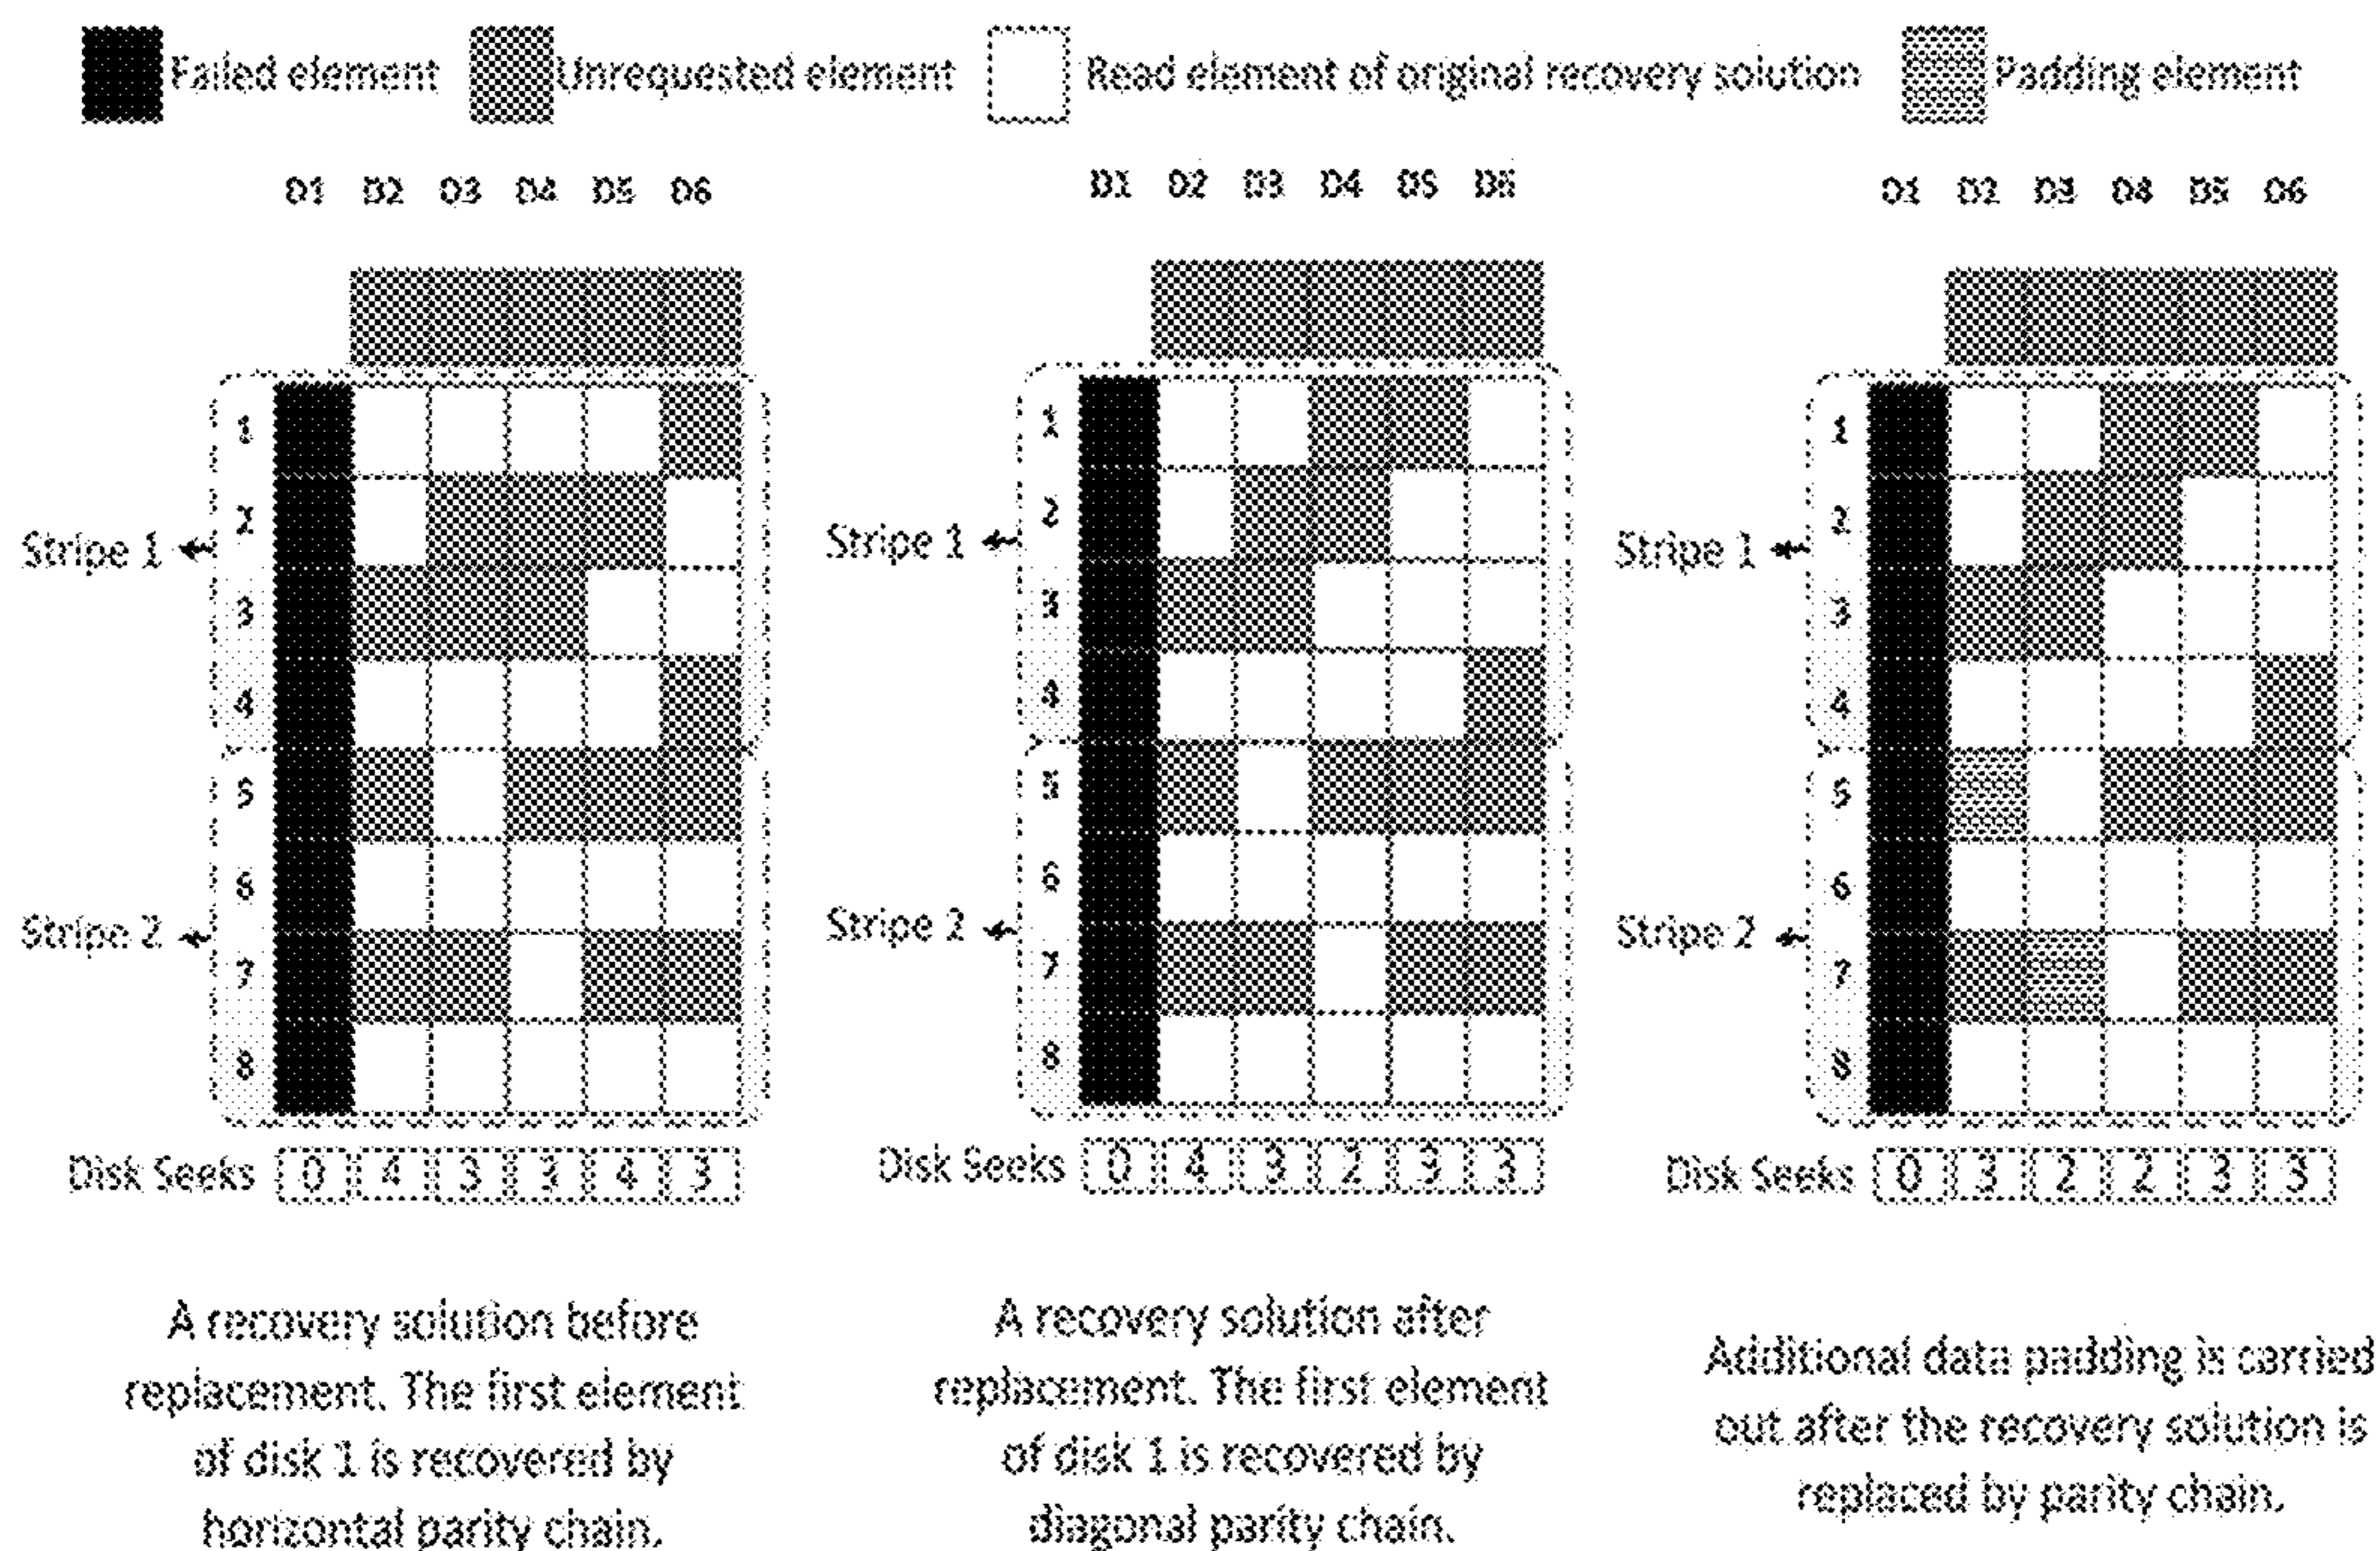 Failed element Unrequested element Read element of original recovery solution Padding element
D1 D2 D3 D4 D5 D6
D1 D2 D3 D4 D5 D6
D1 D2 D3 D4 D5 D6
1
2
Stripe 1
3
4
5
6
Stripe 2
7
8
Disk Seeks 0 4 3 3 4 3
1
2
Stripe 1
3
4
5
6
Stripe 2
7
8
Disk Seeks 0 4 3 2 3 3
1
2
Stripe 1
3
4
5
6
Stripe 2
7
8
Disk Seeks 0 3 2 2 3 3
A recovery solution before
replacement. The first element
of disk 1 is recovered by
horizontal parity chain.
A recovery solution after
replacement. The first element
of disk 1 is recovered by
diagonal parity chain.
Additional data padding is carried
out after the recovery solution is
replaced by parity chain.